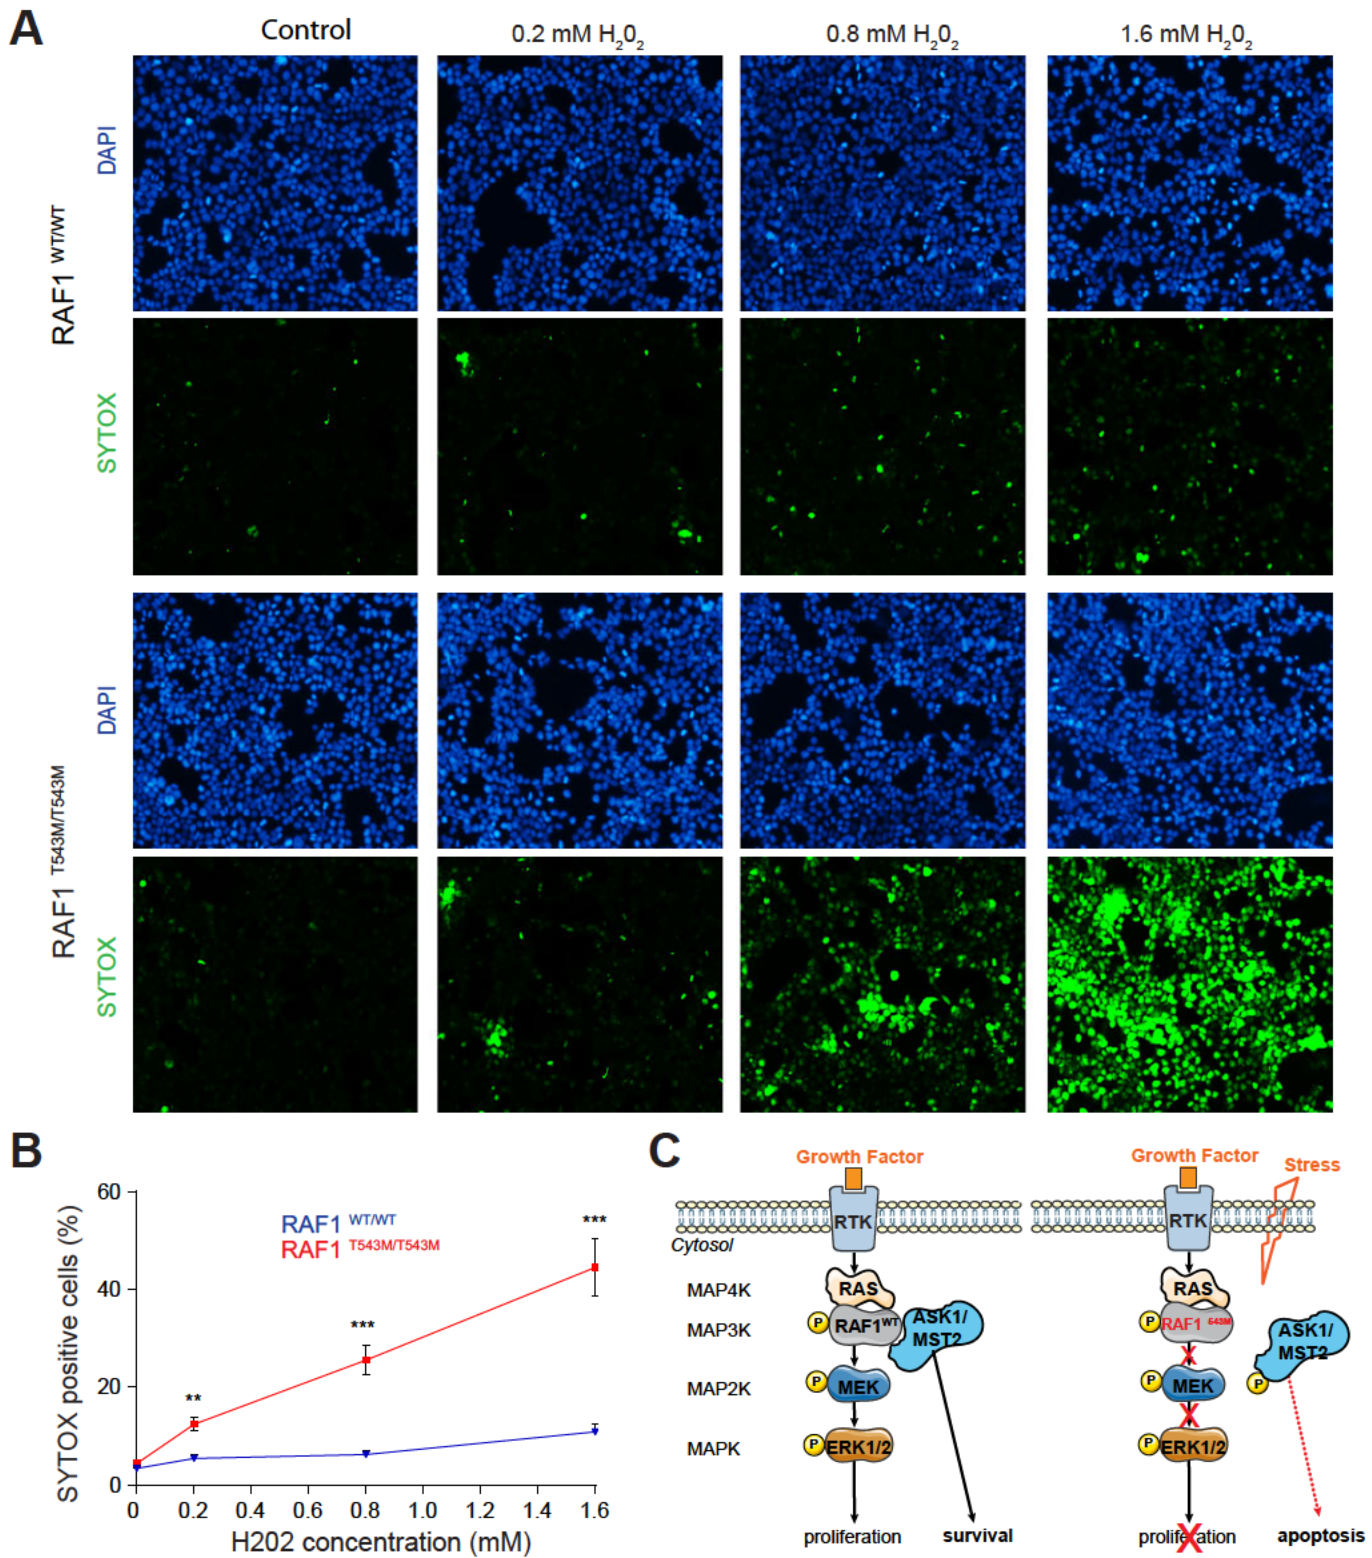 A
Control
0.2 mM H₂0₂
0.8 mM H₂0₂
1.6 mM H₂0₂
RAF1 WT/WT
DAPI
SYTOX
RAF1 T543M/T543M
DAPI
SYTOX
B
SYTOX positive cells (%)
60
40
20
0
RAF1 WT/WT
RAF1 T543M/T543M
**
***
***
0 0.2 0.4 0.6 0.8 1.0 1.2 1.4 1.6
H202 concentration (mM)
C
Growth Factor
RTK
Cytosol
MAP4K
RAS
MAP3K
P
RAF1WT
ASK1/
MST2
MAP2K
P
MEK
MAPK
P
ERK1/2
proliferation
survival
Growth Factor
Stress
RTK
RAS
P
RAF1 543M
ASK1/
MST2
X
P
MEK
P
X
P
ERK1/2
proliferation
X
apoptosis